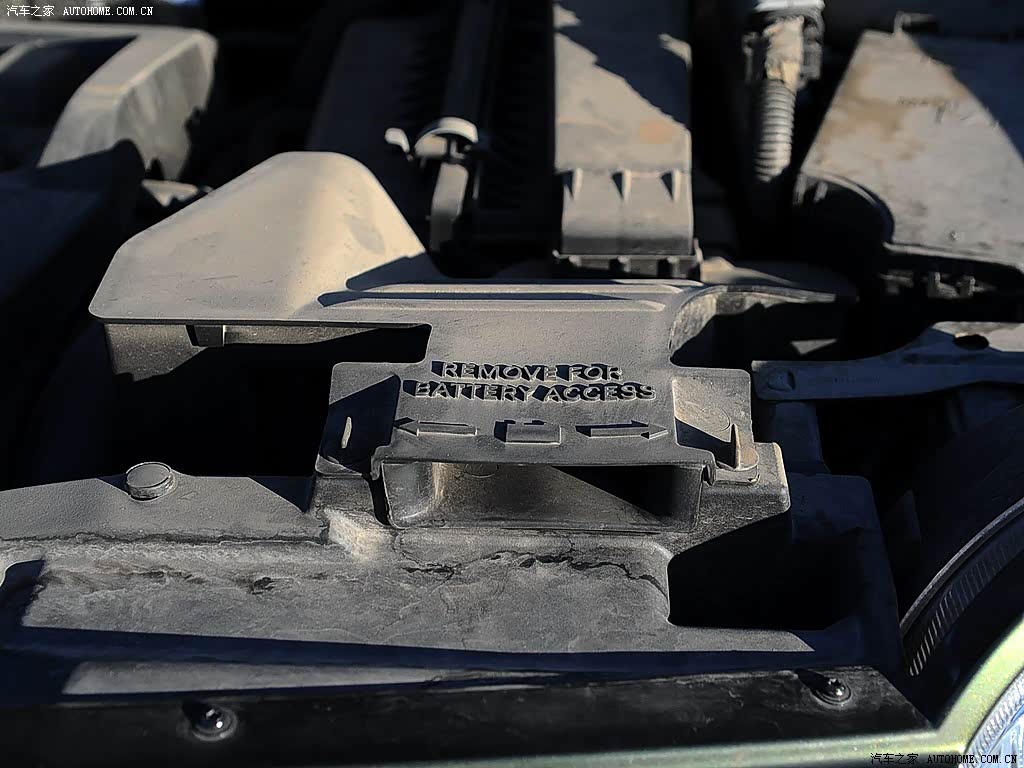 汽车之家 AUTOHOME.COM.CN
REMOVE FOR
BATTERY ACCESS
汽车之家 AUTOHOME.COM.CN